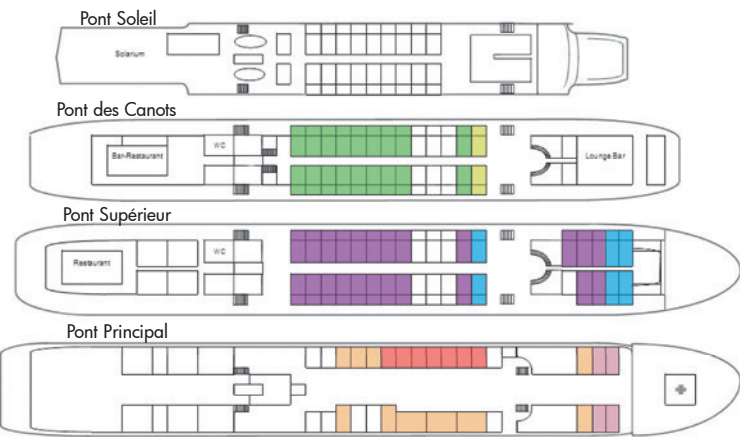 Pont Soleil
Solarium
Pont des Canots
Bar-Restaurant
WC
Lounge Bar
Pont Supérieur
Restaurant
WC
Pont Principal